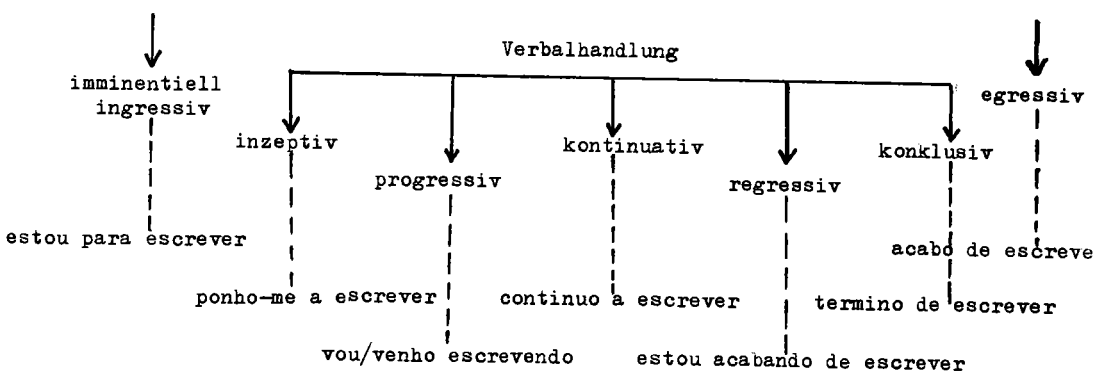 Verbalhandlung
imminentiell
ingressiv
egressiv
inzeptiv
kontinuativ
konklusiv
progressiv
regressiv
estou para escrever
acabo de escreve
ponho-me a escrever
continuo a escrever
termino de escrever
vou/venho escrevendo
estou acabando de escrever